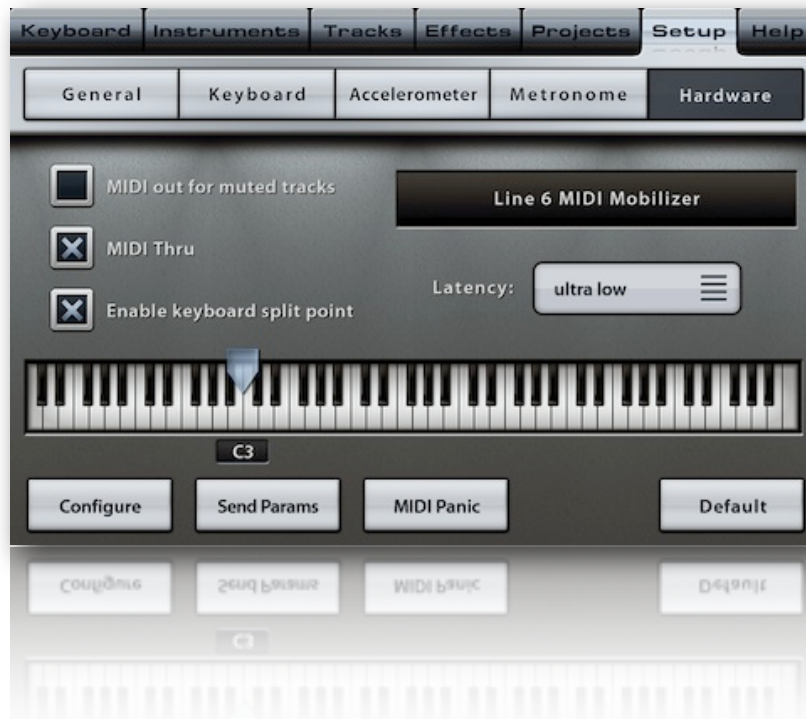 Keyboard Instruments Tracks Effects Projects Setup Help
General Keyboard Accelerometer Metronome Hardware
MIDI out for muted tracks
Line 6 MIDI Mobilizer
MIDI Thru
Latency: ultra low
Enable keyboard split point
C3
Configure Send Params MIDI Panic Default